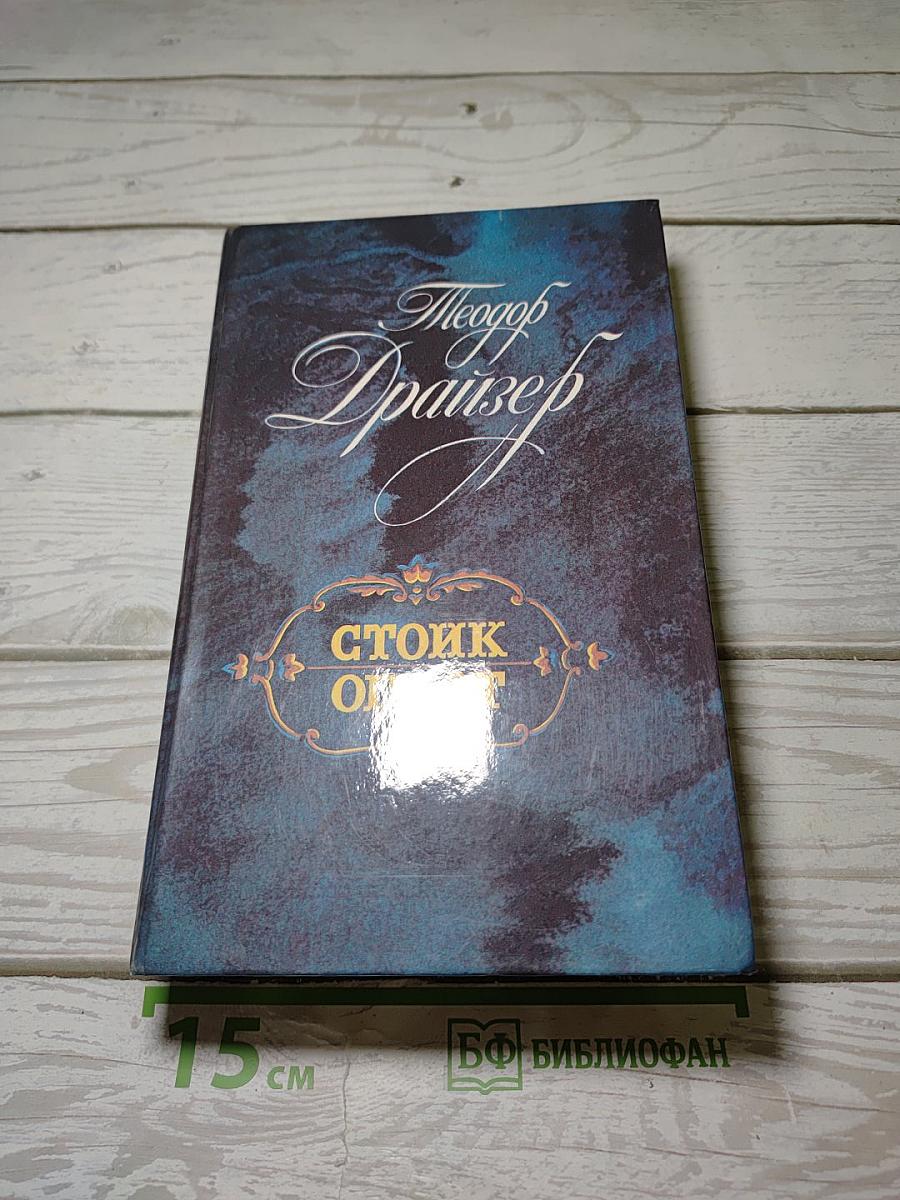 Теодор
Драйзер
СТОИК
15 см
БФ БИБЛИОФАН